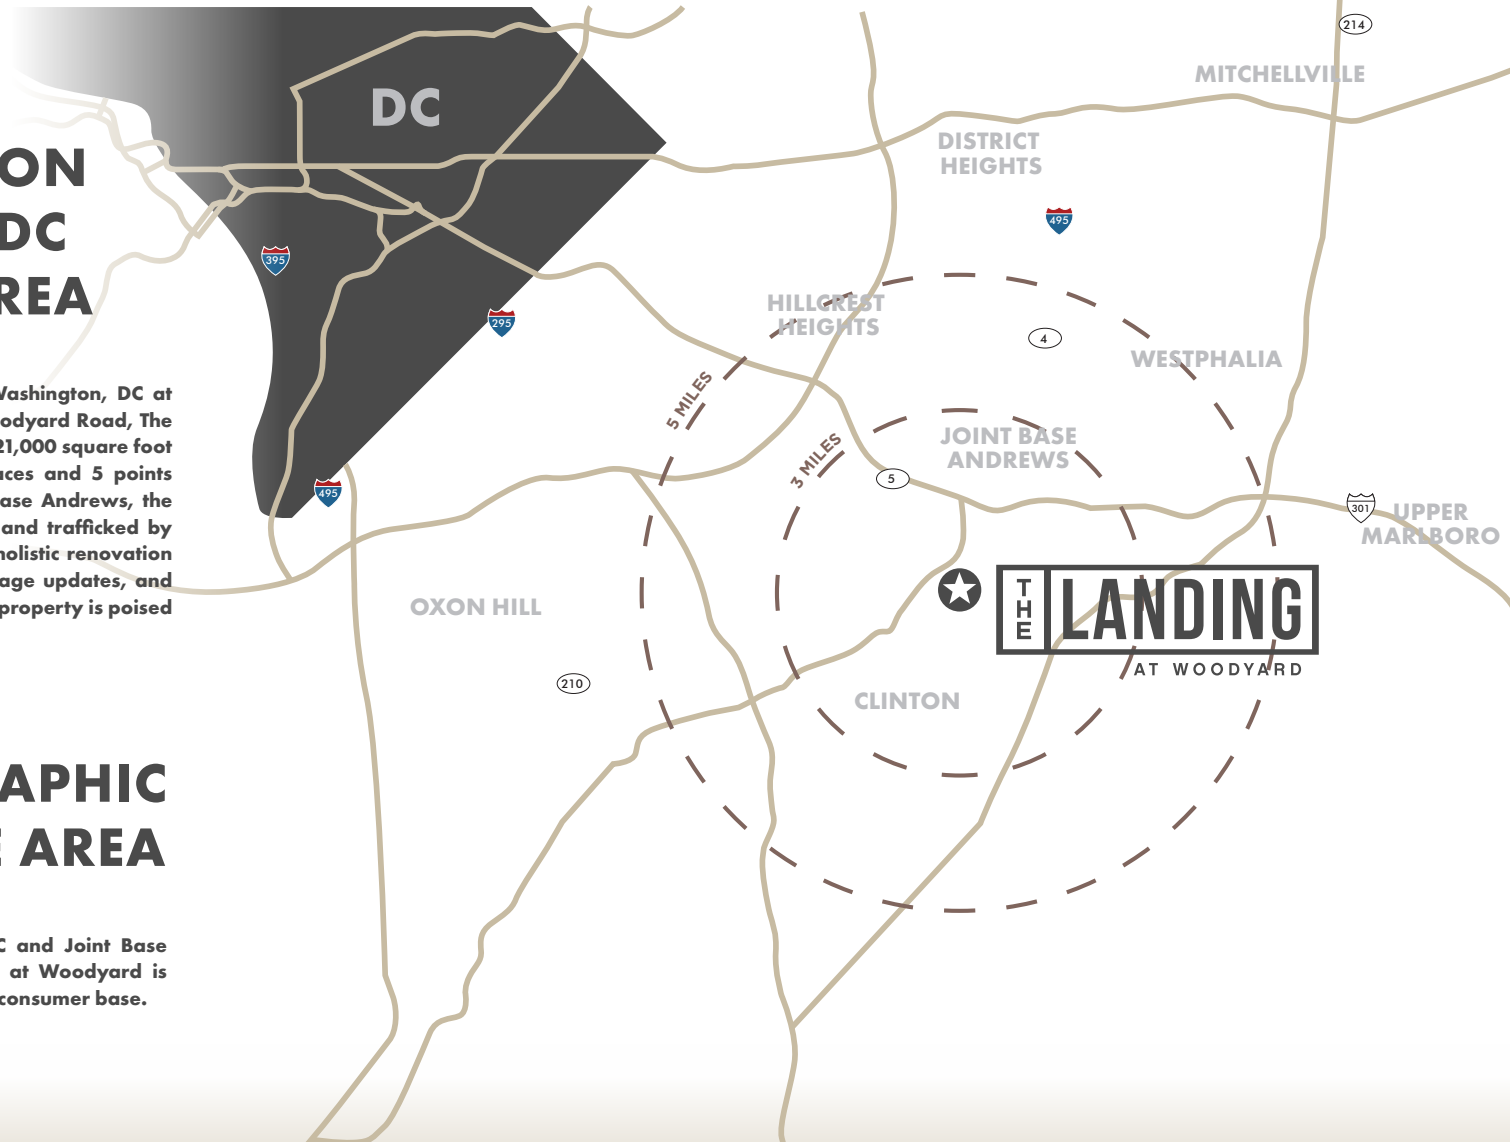 ON
DC
REA
Washington, DC at
odyard Road, The
21,000 square foot
ces and 5 points
ase Andrews, the
and trafficked by
holistic renovation
age updates, and
property is poised
APHIC
E AREA
C and Joint Base
at Woodyard is
consumer base.
DC
395
295
495
214
MITCHELLVILLE
DISTRICT
HEIGHTS
495
HILLCREST
HEIGHTS
4
WESTPHALIA
5 MILES
3 MILES
JOINT BASE
ANDREWS
5
301
UPPER
MARLBORO
OXON HILL
THE
LANDING
AT WOODYARD
210
CLINTON